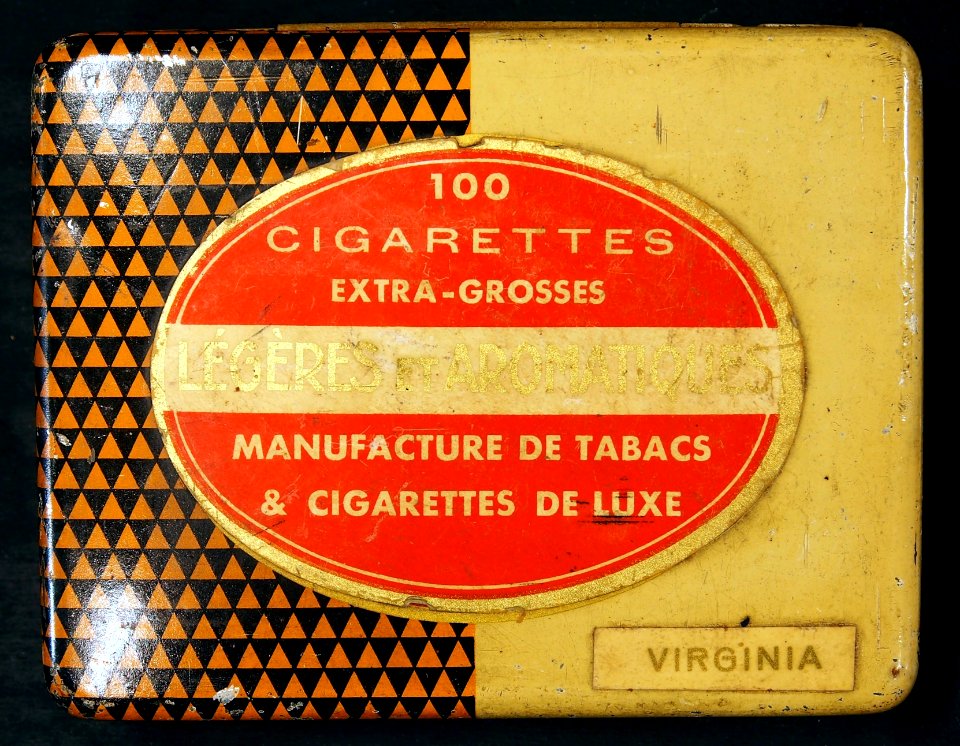 100
CIGARETTES
EXTRA-GROSSES
LÉGÈRES ET AROMATIQUES
MANUFACTURE DE TABACS
& CIGARETTES DE LUXE
VIRGINIA